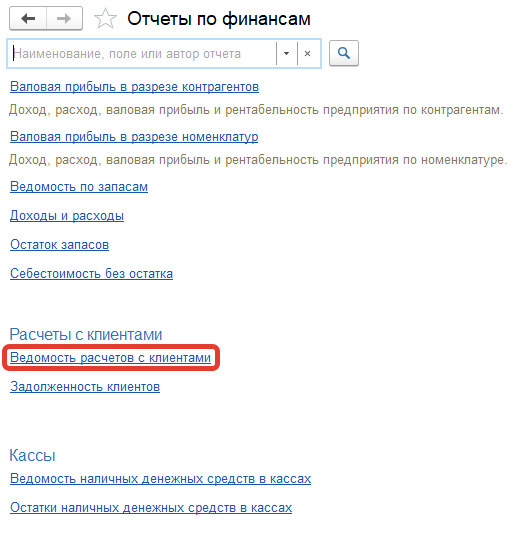 Отчеты по финансам
Наименование, поле или автор отчета
Валовая прибыль в разрезе контрагентов
Доход, расход, валовая прибыль и рентабельность предприятия по контрагентам.
Валовая прибыль в разрезе номенклатур
Доход, расход, валовая прибыль и рентабельность предприятия по номенклатуре.
Ведомость по запасам
Доходы и расходы
Остаток запасов
Себестоимость без остатка
Расчеты с клиентами
Ведомость расчетов с клиентами
Задолженность клиентов
Кассы
Ведомость наличных денежных средств в кассах
Остатки наличных денежных средств в кассах